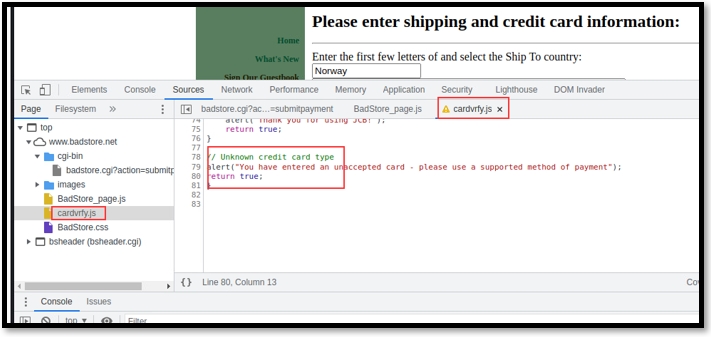 Please enter shipping and credit card information:
Home
What's New
Sign Our Guestbook
Enter the first few letters of and select the Ship To country:
Norway
Elements Console Sources Network Performance Memory Application Security Lighthouse DOM Invader
Page Filesystem »
badstore.cgi?ac…=submitpayment BadStore_page.js cardvrfy.js ×
top
www.badstore.net
cgi-bin
badstore.cgi?action=submitp
images
BadStore_page.js
cardvrfy.js
BadStore.css
bsheader (bsheader.cgi)
74 alert("Thank you for using JCB!");
75 return true;
76 }
77
78 // Unknown credit card type
79 alert("You have entered an unaccepted card - please use a supported method of payment");
80 return true;
81 }
82
83
{} Line 80, Column 13
Console Issues
top Filter